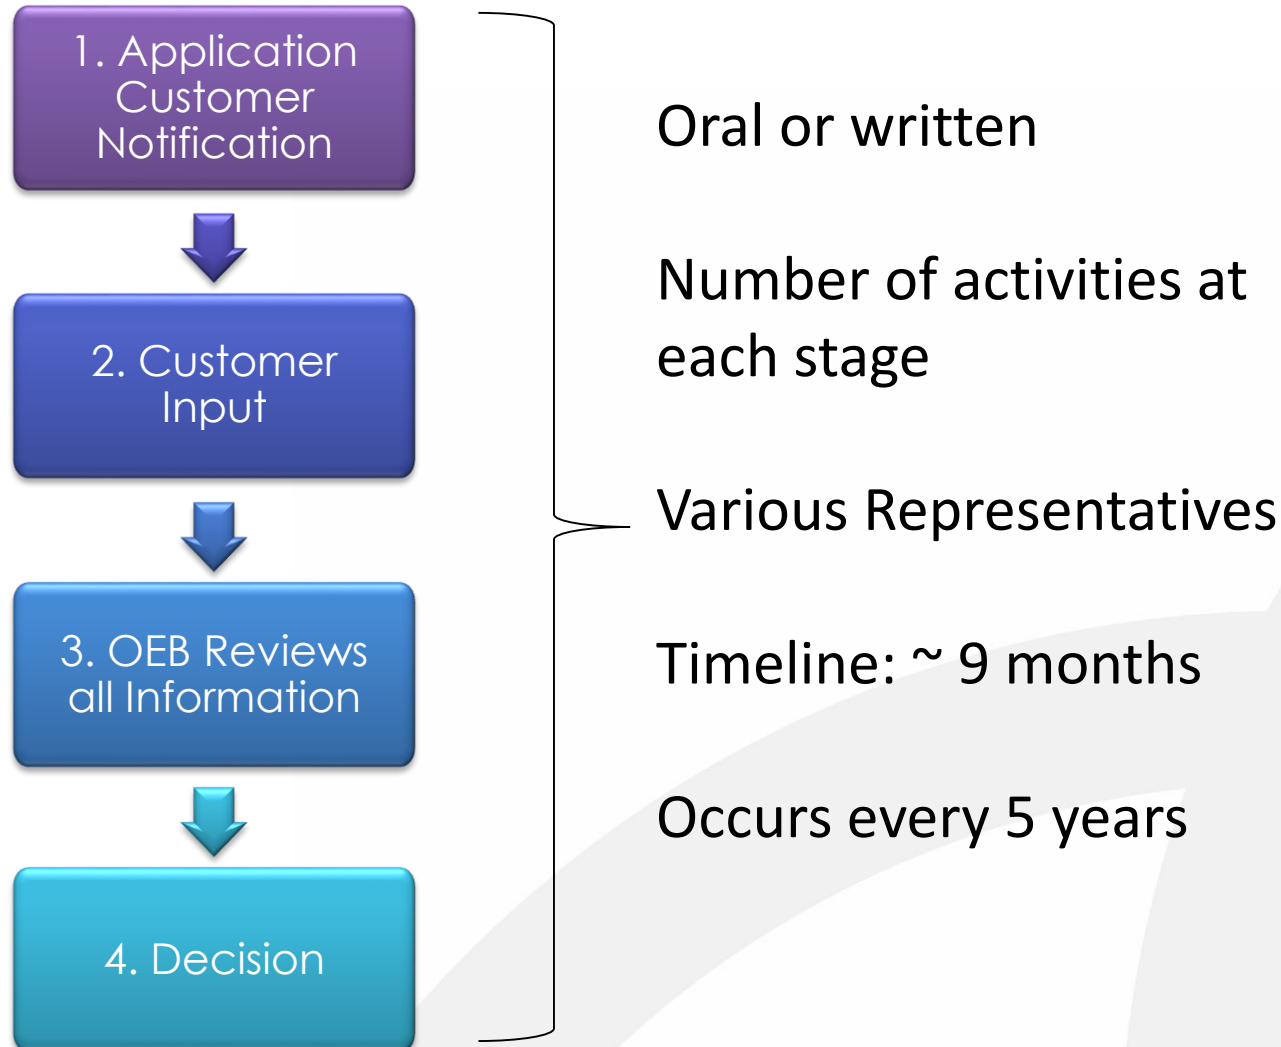 1. Application
Customer
Notification
2. Customer
Input
3. OEB Reviews
all Information
4. Decision
Oral or written
Number of activities at
each stage
Various Representatives
Timeline: ~ 9 months
Occurs every 5 years